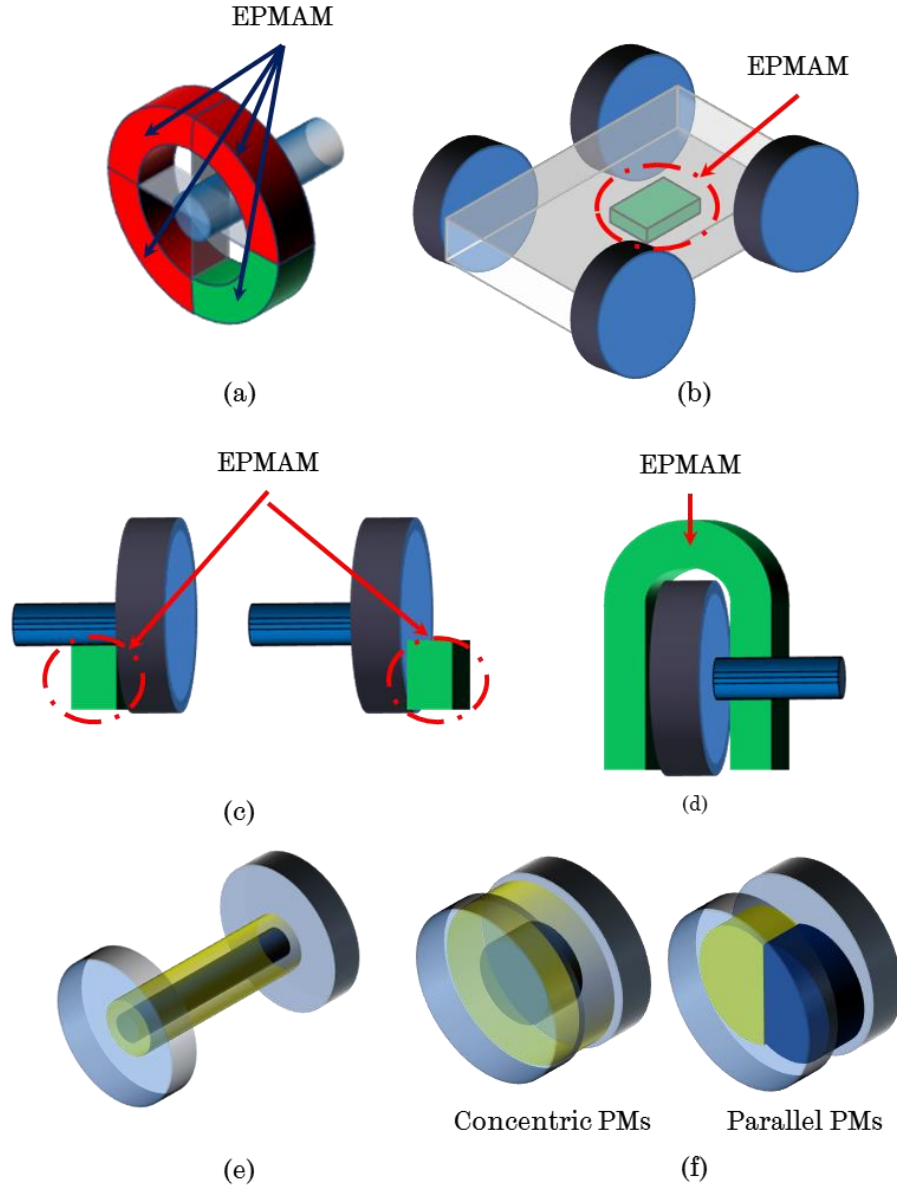 EPMAM
EPMAM
(a)
(b)
EPMAM
EPMAM
(c)
(d)
Concentric PMs
Parallel PMs
(e)
(f)